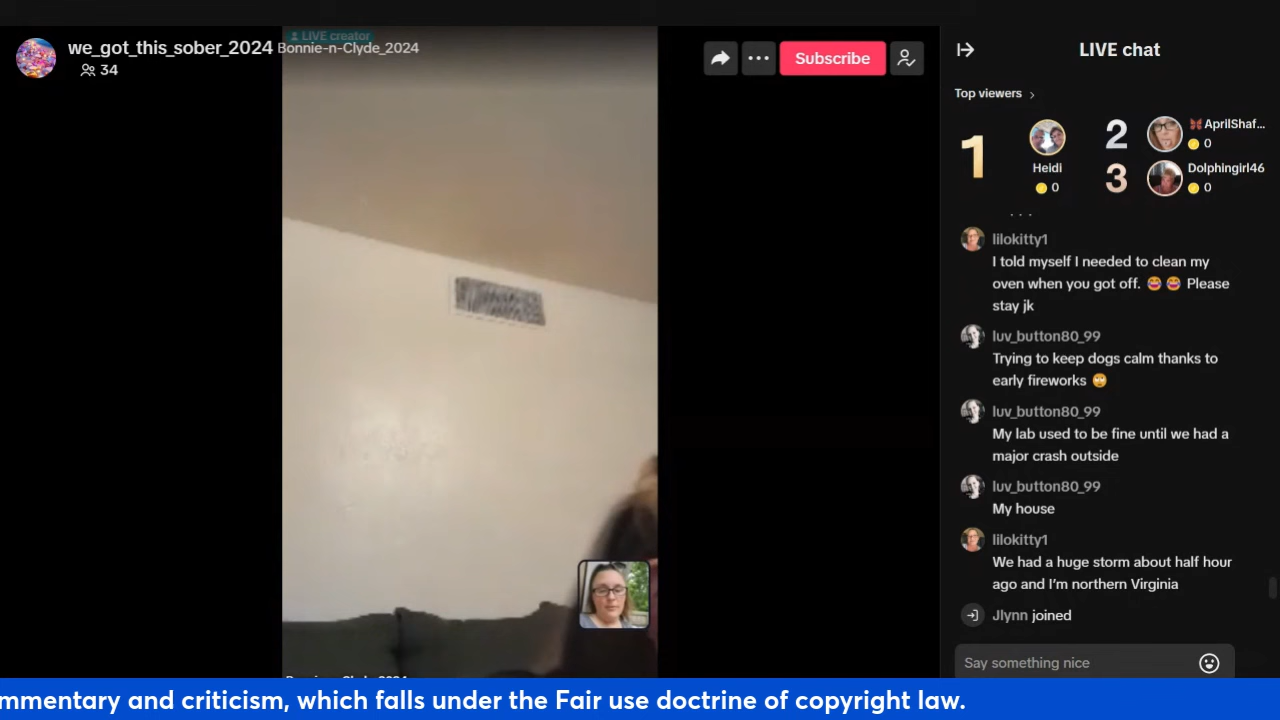 LIVE creator
we_got_this_sober_2024 Bonnie-n-Clyde_2024
34
Subscribe
LIVE chat
Top viewers
1
Heidi
0
2
AprilShaf...
0
3
Dolphingirl46
0
lilokitty1
I told myself I needed to clean my
oven when you got off. 😂 😂 Please
stay jk
luv_button80_99
Trying to keep dogs calm thanks to
early fireworks 🙄
luv_button80_99
My lab used to be fine until we had a
major crash outside
luv_button80_99
My house
lilokitty1
We had a huge storm about half hour
ago and I'm northern Virginia
Jlynn joined
Say something nice
mmentary and criticism, which falls under the Fair use doctrine of copyright law.